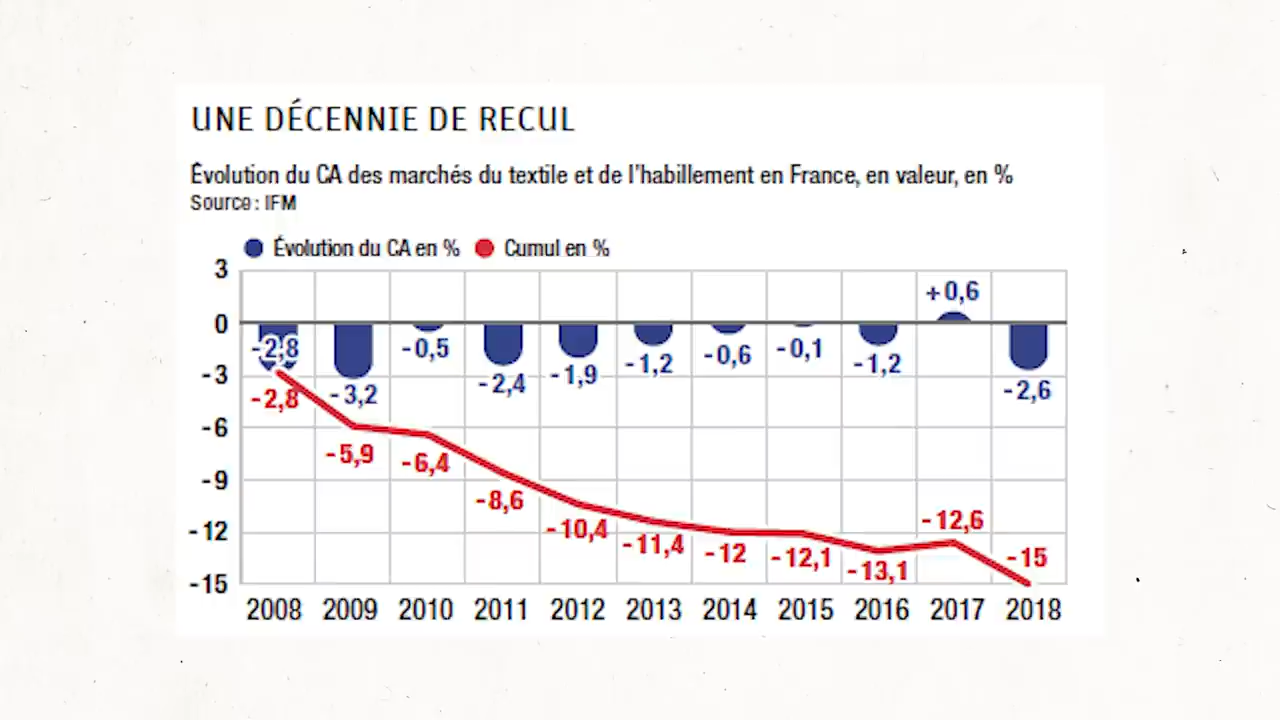 UNE DÉCENNIE DE RECUL
Évolution du CA des marchés du textile et de l'habillement en France, en valeur, en %
Source : IFM
Évolution du CA en % Cumul en %
3
+0,6
0
-2,8 -0,5 -0,6 -0,1
-2,4 -1,9 -1,2 -1,2
-3
-2,8 -3,2 -2,6
-6
-5,9 -6,4
-9
-8,6
-12
-10,4 -11,4 -12 -12,1 -13,1 -12,6 -15
-15
2008 2009 2010 2011 2012 2013 2014 2015 2016 2017 2018